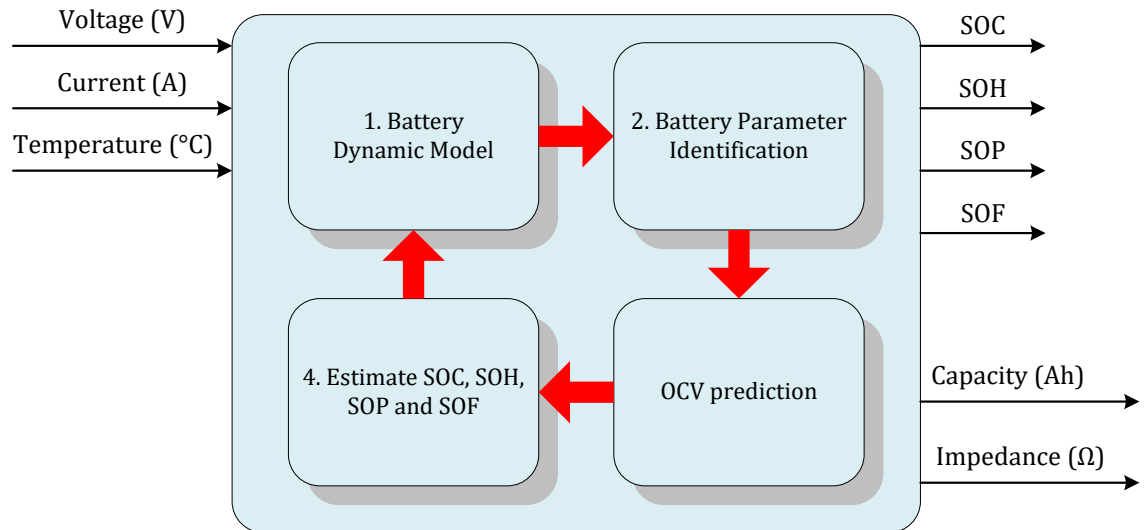 Voltage (V)
Current (A)
Temperature (°C)
1. Battery
Dynamic Model
2. Battery Parameter
Identification
4. Estimate SOC, SOH,
SOP and SOF
OCV prediction
SOC
SOH
SOP
SOF
Capacity (Ah)
Impedance (Ω)